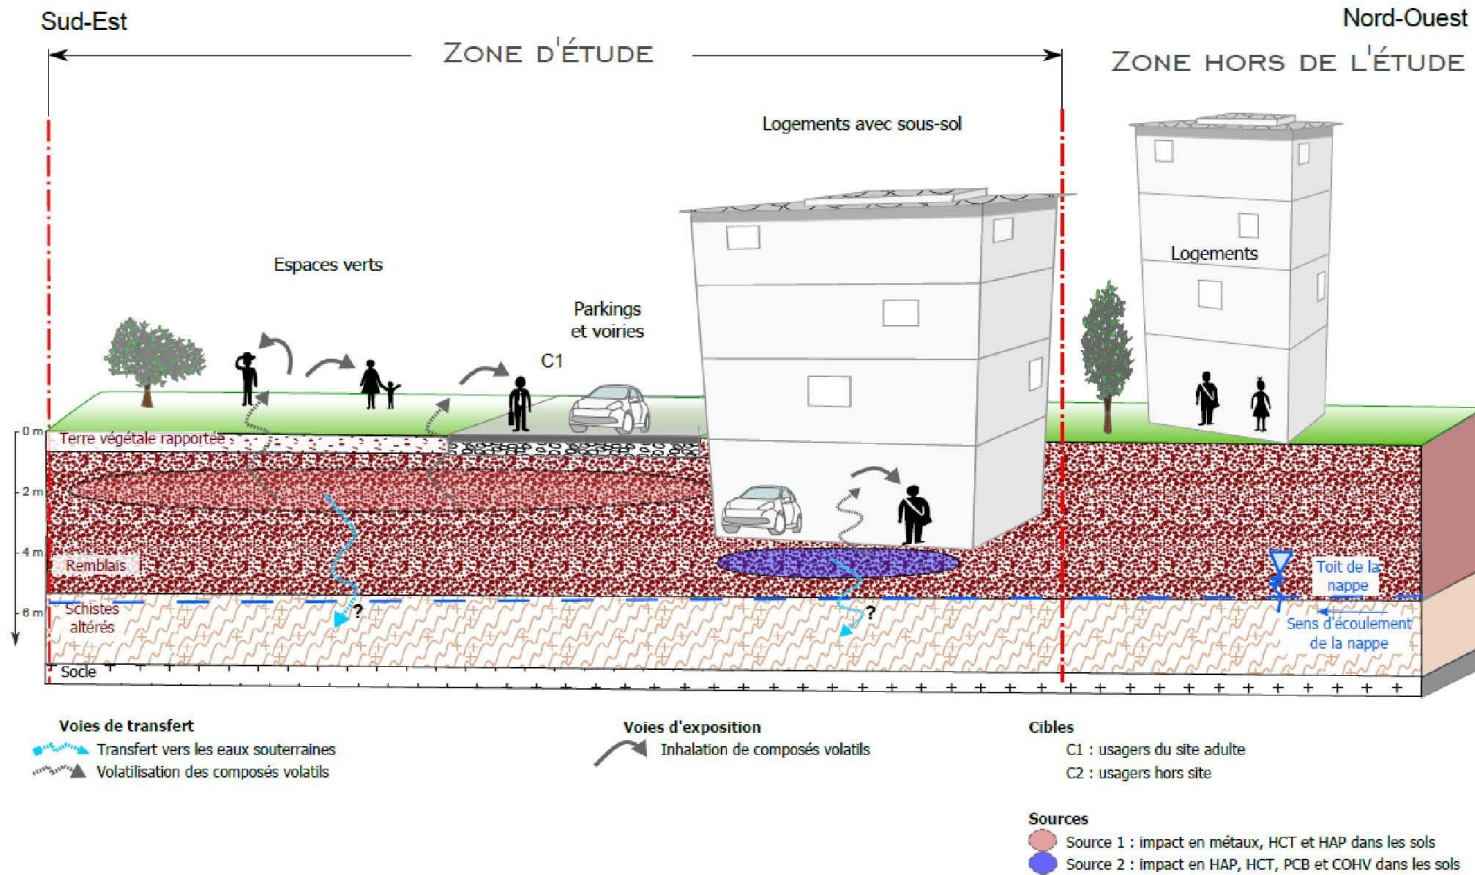 Sud-Est
Nord-Ouest
ZONE D'ÉTUDE
ZONE HORS DE L'ÉTUDE
Logements avec sous-sol
Espaces verts
Logements
Parkings
et voiries
C1
0 m
Terre végétale rapportée
- 2 m
- 4 m
Remblais
Toit de la
nappe
- 6 m
Schistes
altérés
?
?
Sens d'écoulement
de la nappe
Socle
Voies de transfert
Transfert vers les eaux souterraines
Volatilisation des composés volatils
Voies d'exposition
Inhalation de composés volatils
Cibles
C1 : usagers du site adulte
C2 : usagers hors site
Sources
Source 1 : impact en métaux, HCT et HAP dans les sols
Source 2 : impact en HAP, HCT, PCB et COHV dans les sols